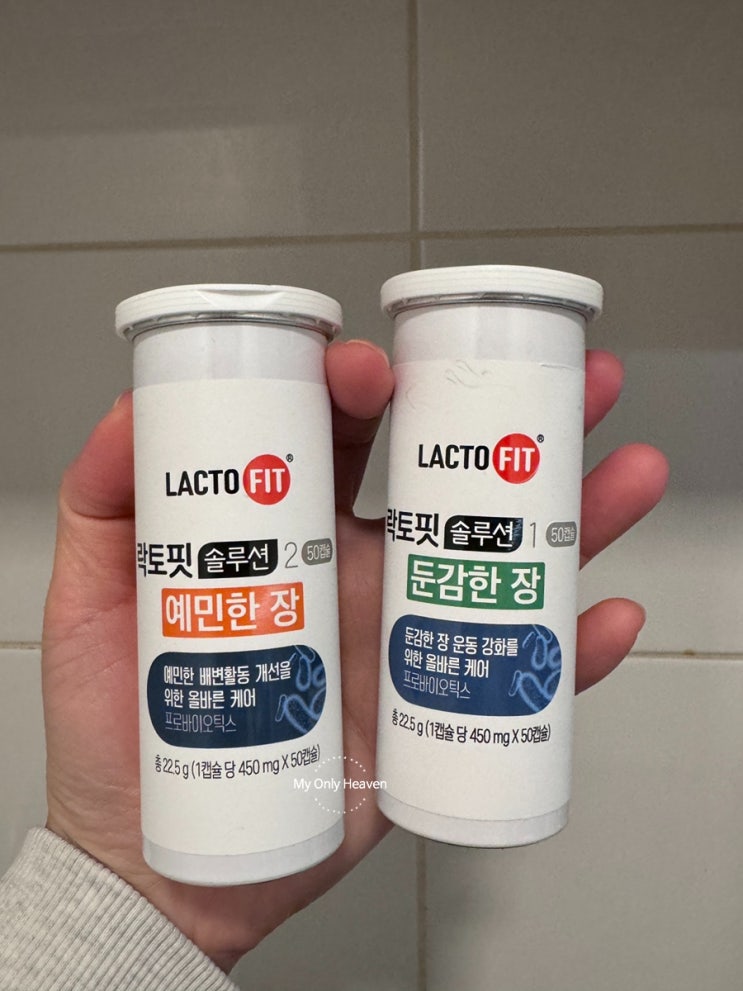 LACTO FIT®
락토핏 솔루션 2 50캡슐
예민한 장
예민한 배변활동 개선을
위한 올바른 케어
프로바이오틱스
총 22.5 g (1캡슐 당 450 mg X 50캡슐)
LACTO FIT®
락토핏 솔루션 1 50캡슐
둔감한 장
둔감한 장 운동 강화를
위한 올바른 케어
프로바이오틱스
총 22.5 g (1캡슐 당 450 mg X 50캡슐)
My Only Heaven